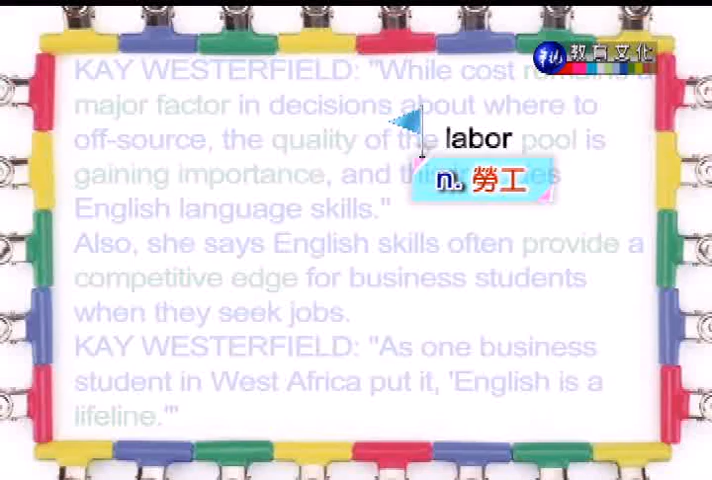 華視 教育文化
KAY WESTERFIELD: "While cost
major factor in decisions about where to
off-source, the quality of the labor pool is
n. 勞工
gaining importance, and this
English language skills."
Also, she says English skills often provide a
competitive edge for business students
when they seek jobs.
KAY WESTERFIELD: "As one business
student in West Africa put it, 'English is a
lifeline.'"